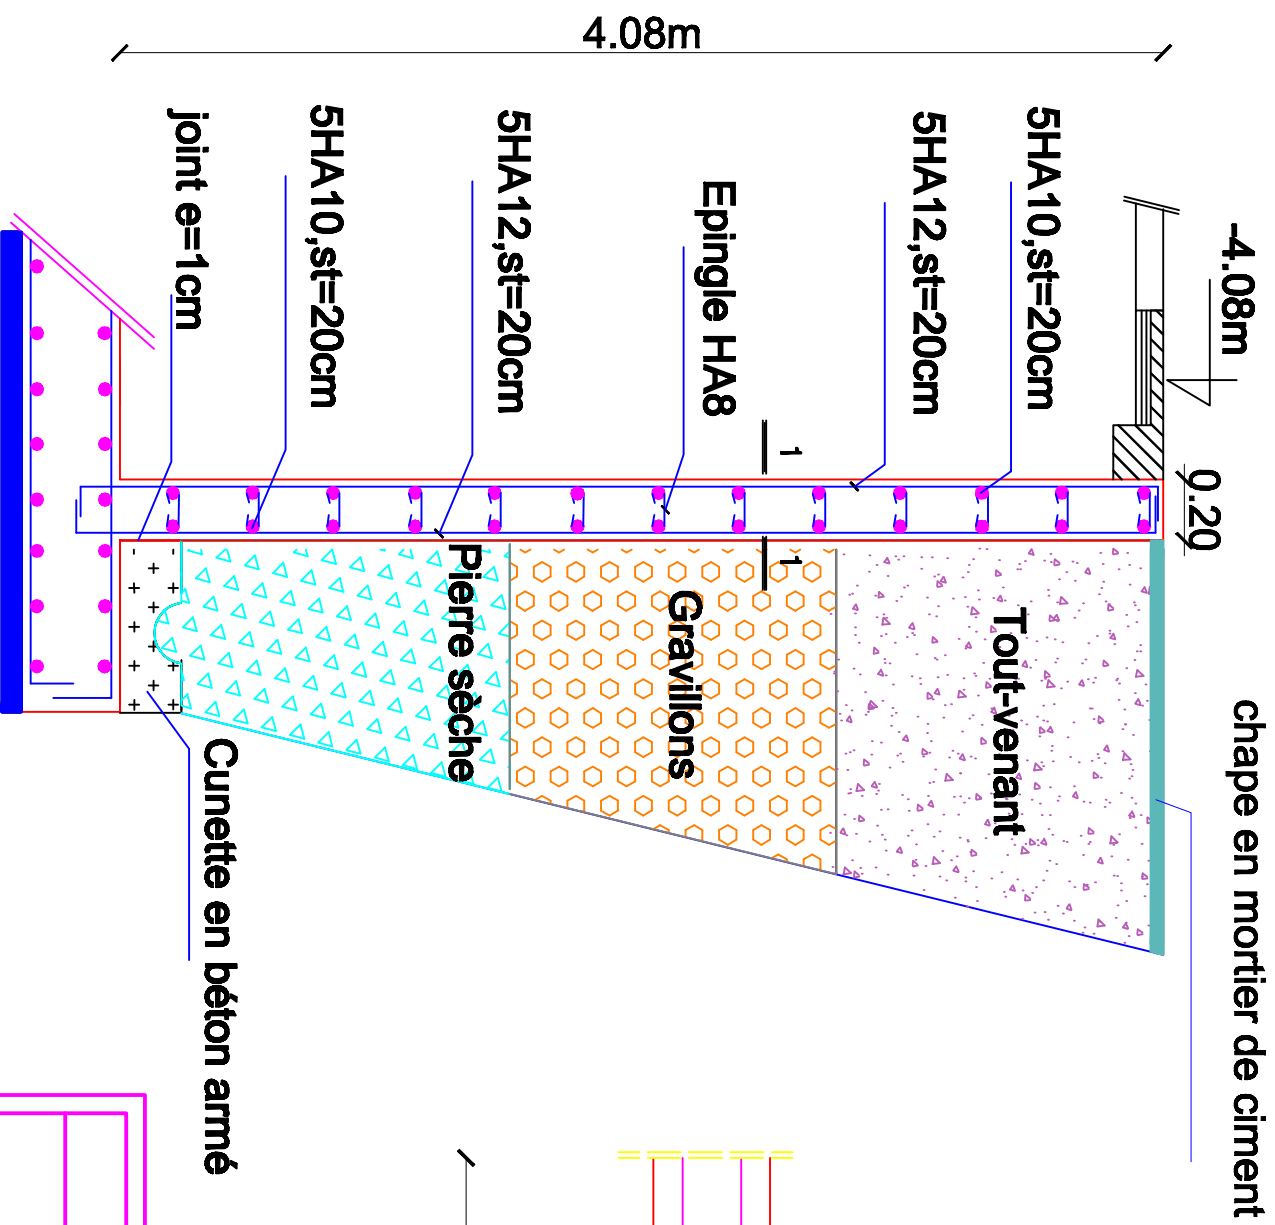 4.08m
-4.08m
0.20
5HA10,st=20cm
5HA12,st=20cm
Epingle HA8
5HA12,st=20cm
5HA10,st=20cm
joint e=1cm
1
1
chape en mortier de ciment
Tout-venant
Gravillons
Pierre sèche
Cunette en béton armé